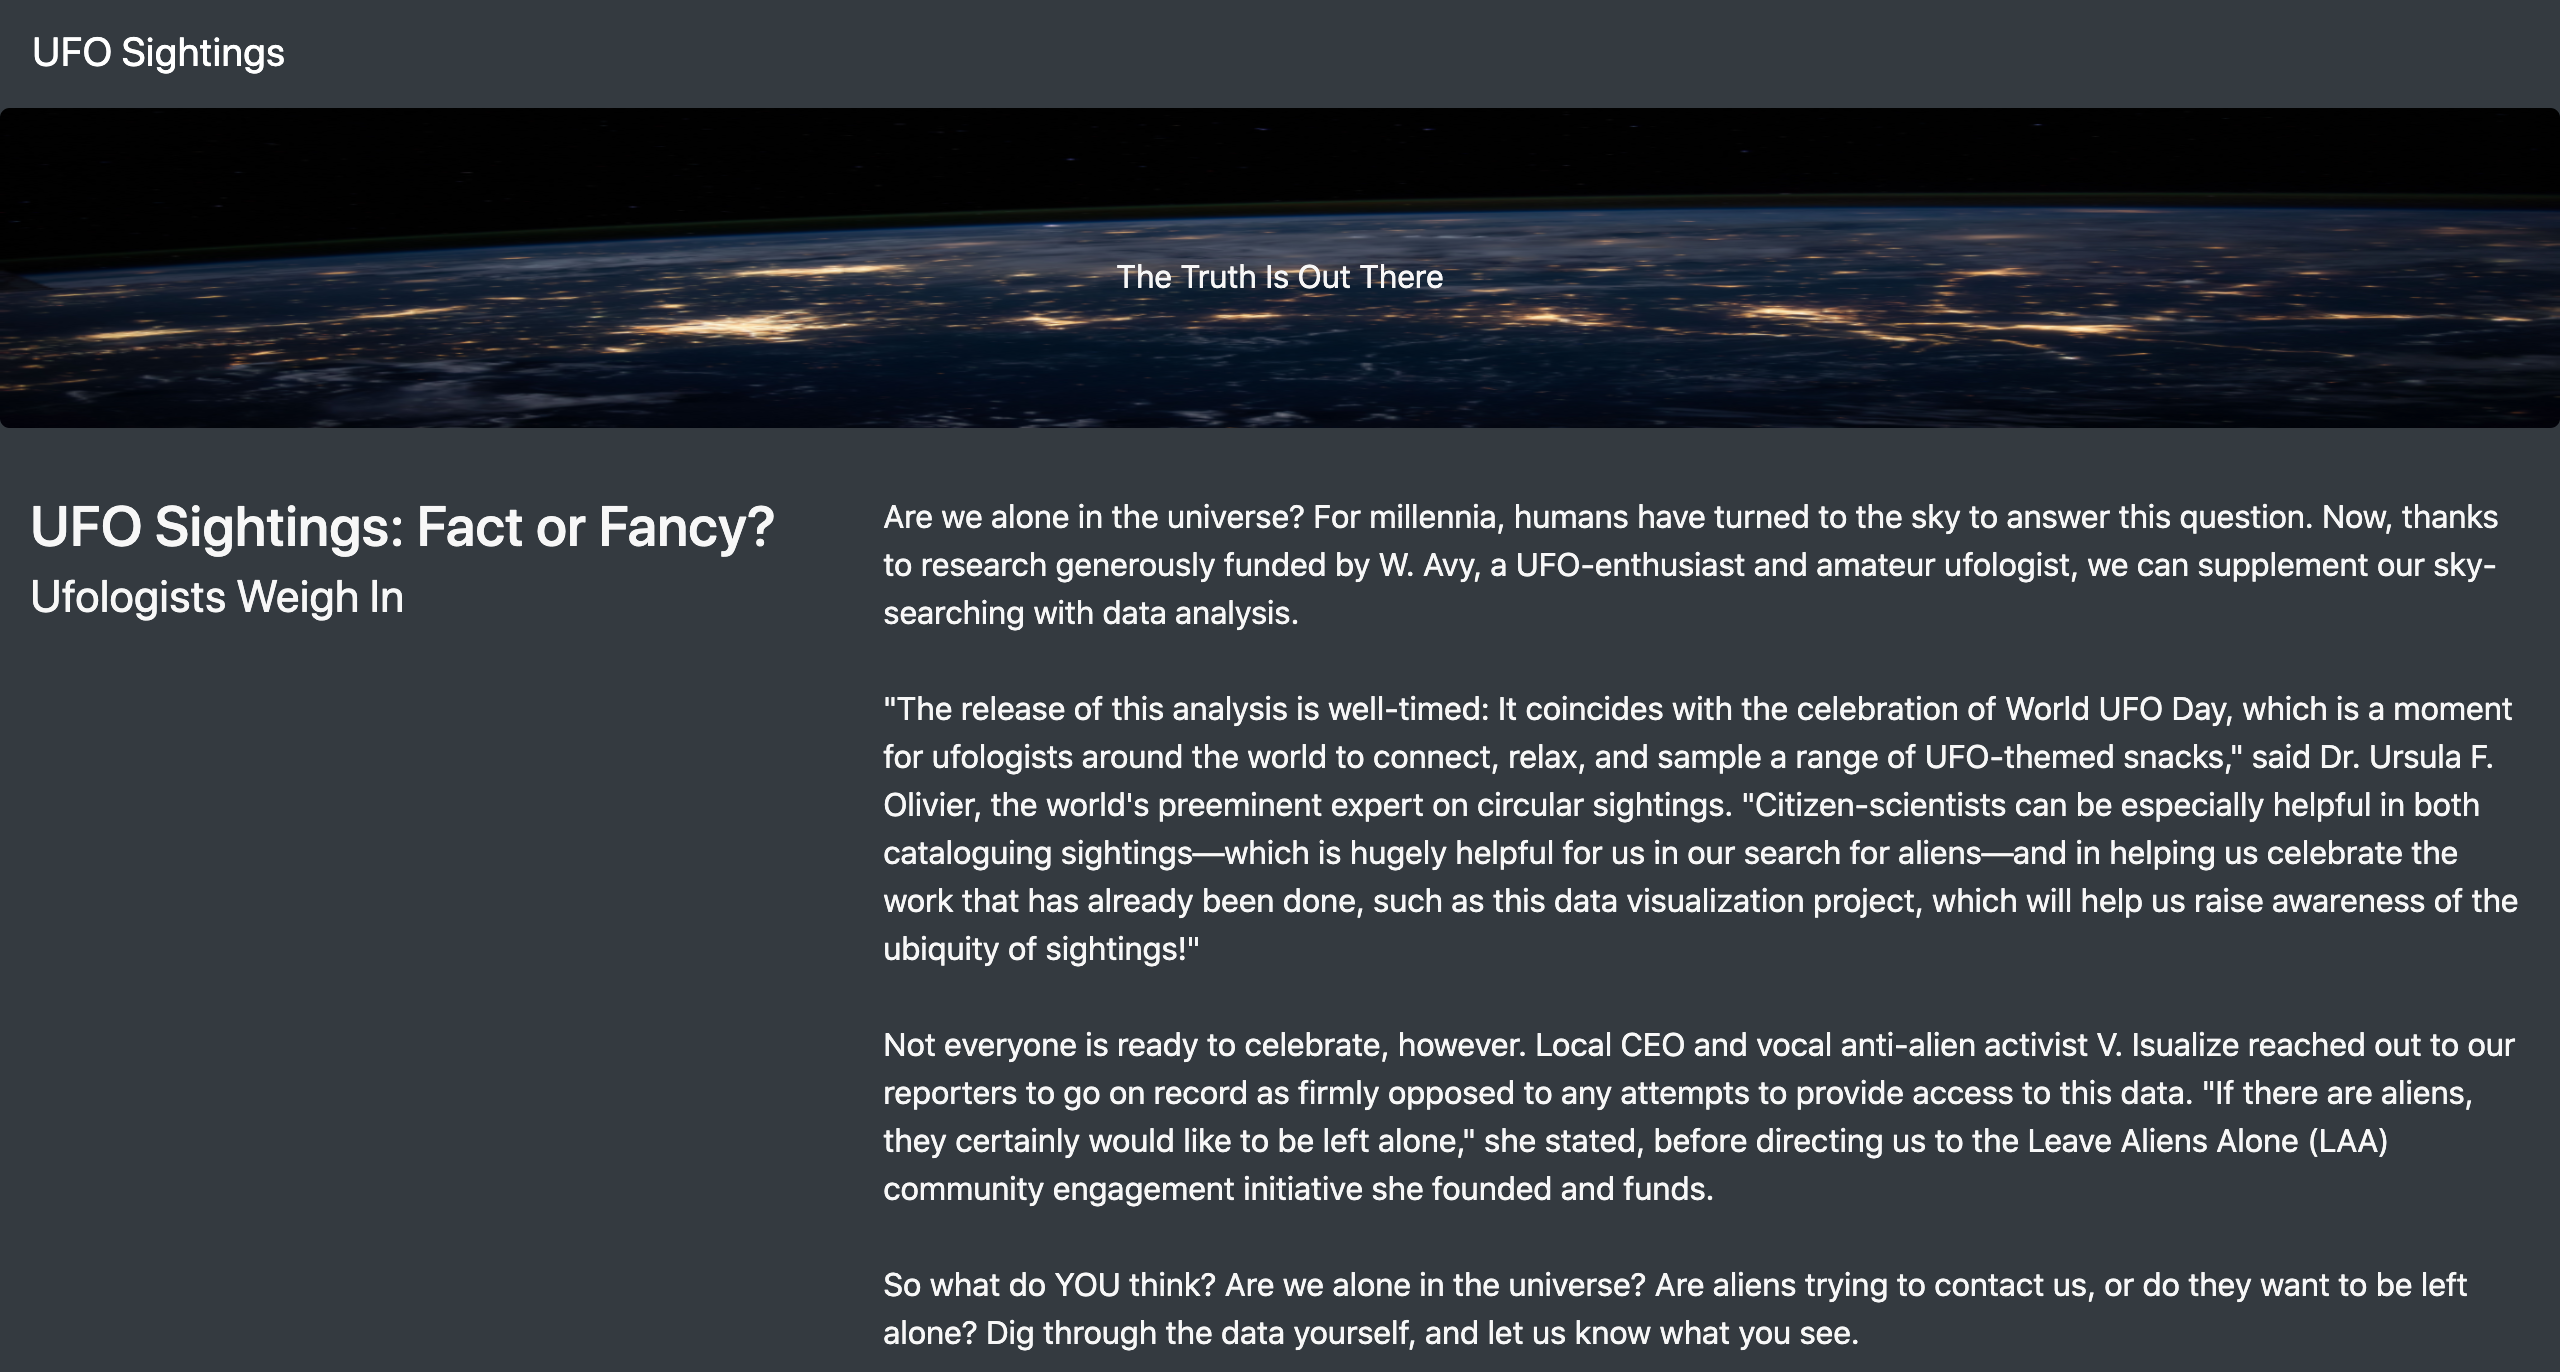 UFO Sightings
The Truth Is Out There
UFO Sightings: Fact or Fancy?
Ufologists Weigh In
Are we alone in the universe? For millennia, humans have turned to the sky to answer this question. Now, thanks
to research generously funded by W. Avy, a UFO-enthusiast and amateur ufologist, we can supplement our sky-
searching with data analysis.
"The release of this analysis is well-timed: It coincides with the celebration of World UFO Day, which is a moment
for ufologists around the world to connect, relax, and sample a range of UFO-themed snacks," said Dr. Ursula F.
Olivier, the world's preeminent expert on circular sightings. "Citizen-scientists can be especially helpful in both
cataloguing sightings—which is hugely helpful for us in our search for aliens—and in helping us celebrate the
work that has already been done, such as this data visualization project, which will help us raise awareness of the
ubiquity of sightings!"
Not everyone is ready to celebrate, however. Local CEO and vocal anti-alien activist V. Isualize reached out to our
reporters to go on record as firmly opposed to any attempts to provide access to this data. "If there are aliens,
they certainly would like to be left alone," she stated, before directing us to the Leave Aliens Alone (LAA)
community engagement initiative she founded and funds.
So what do YOU think? Are we alone in the universe? Are aliens trying to contact us, or do they want to be left
alone? Dig through the data yourself, and let us know what you see.